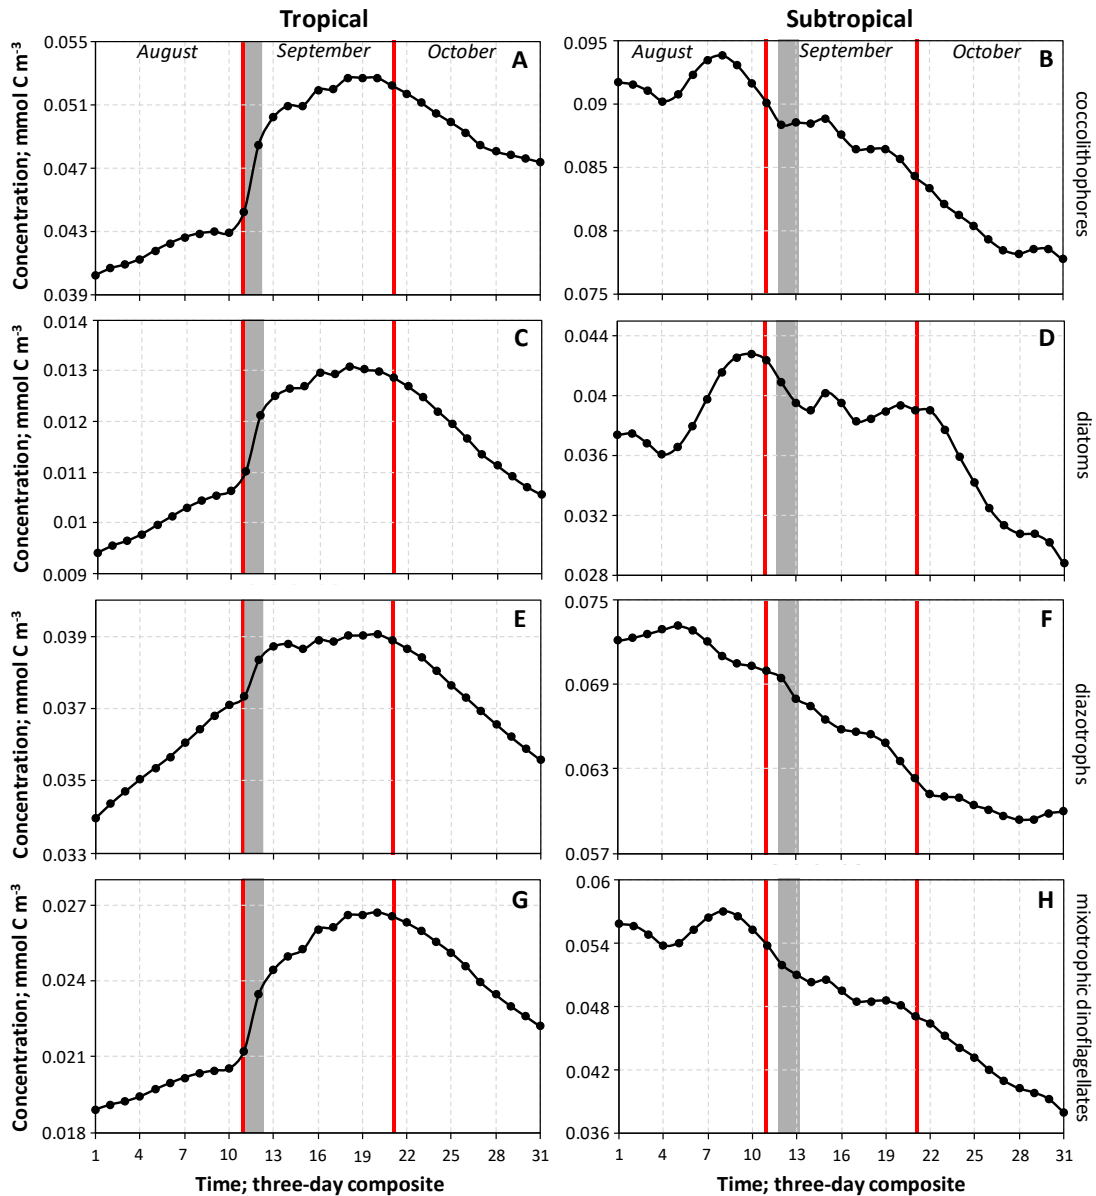 Tropical
Subtropical
0.055
0.051
0.047
0.043
0.039
August
September
October
A
Concentration; mmol C m⁻³
0.095
0.09
0.085
0.08
0.075
August
September
October
B
coccolithophores
0.014
0.013
0.012
0.011
0.01
0.009
C
Concentration; mmol C m⁻³
0.044
0.04
0.036
0.032
0.028
D
diatoms
0.039
0.037
0.035
0.033
E
Concentration; mmol C m⁻³
0.075
0.069
0.063
0.057
F
diazotrophs
0.027
0.024
0.021
0.018
G
Concentration; mmol C m⁻³
0.06
0.054
0.048
0.042
0.036
H
mixotrophic dinoflagellates
1 4 7 10 13 16 19 22 25 28 31
1 4 7 10 13 16 19 22 25 28 31
Time; three-day composite
Time; three-day composite